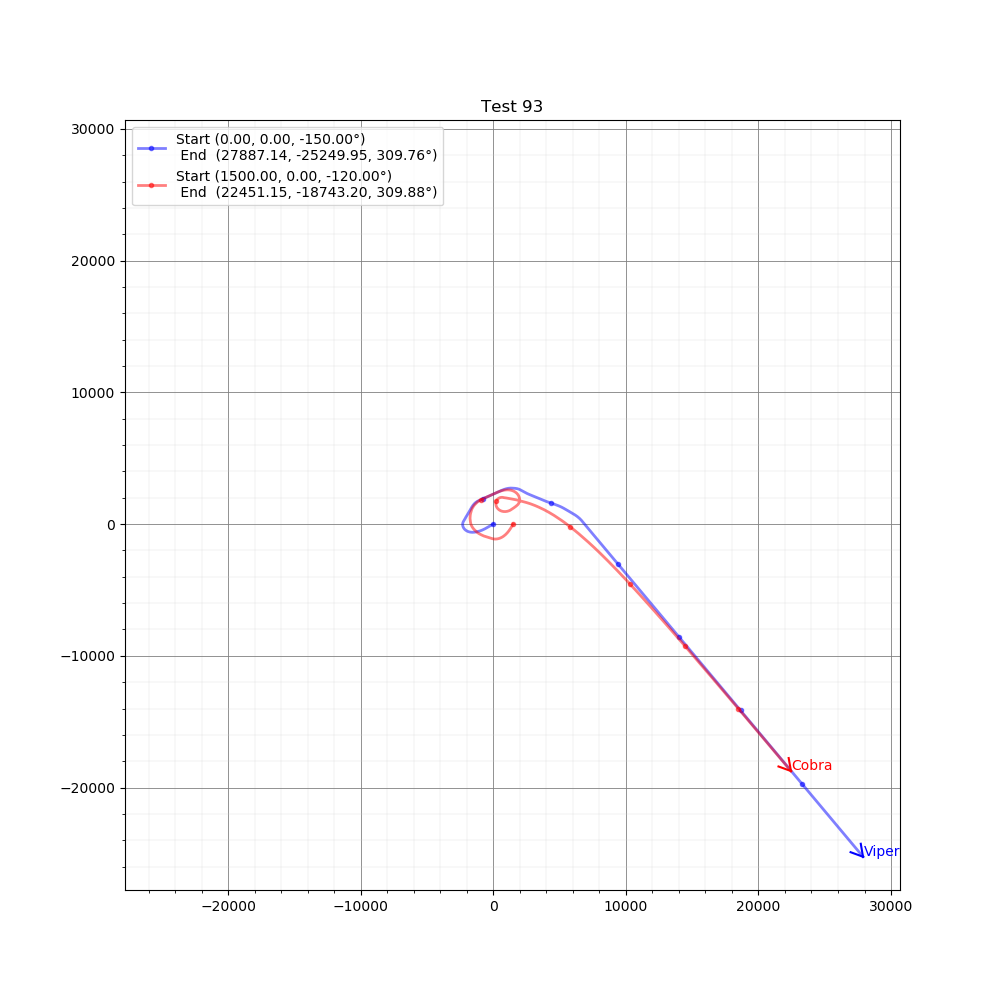 Test 93
30000
20000
10000
0
−10000
−20000
Start (0.00, 0.00, -150.00°)
End (27887.14, -25249.95, 309.76°)
Start (1500.00, 0.00, -120.00°)
End (22451.15, -18743.20, 309.88°)
Cobra
Viper
−20000
−10000
0
10000
20000
30000